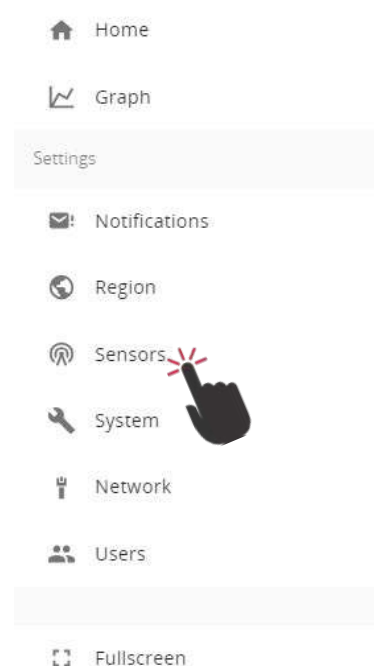 Home
Graph
Settings
Notifications
Region
Sensors
System
Network
Users
Fullscreen